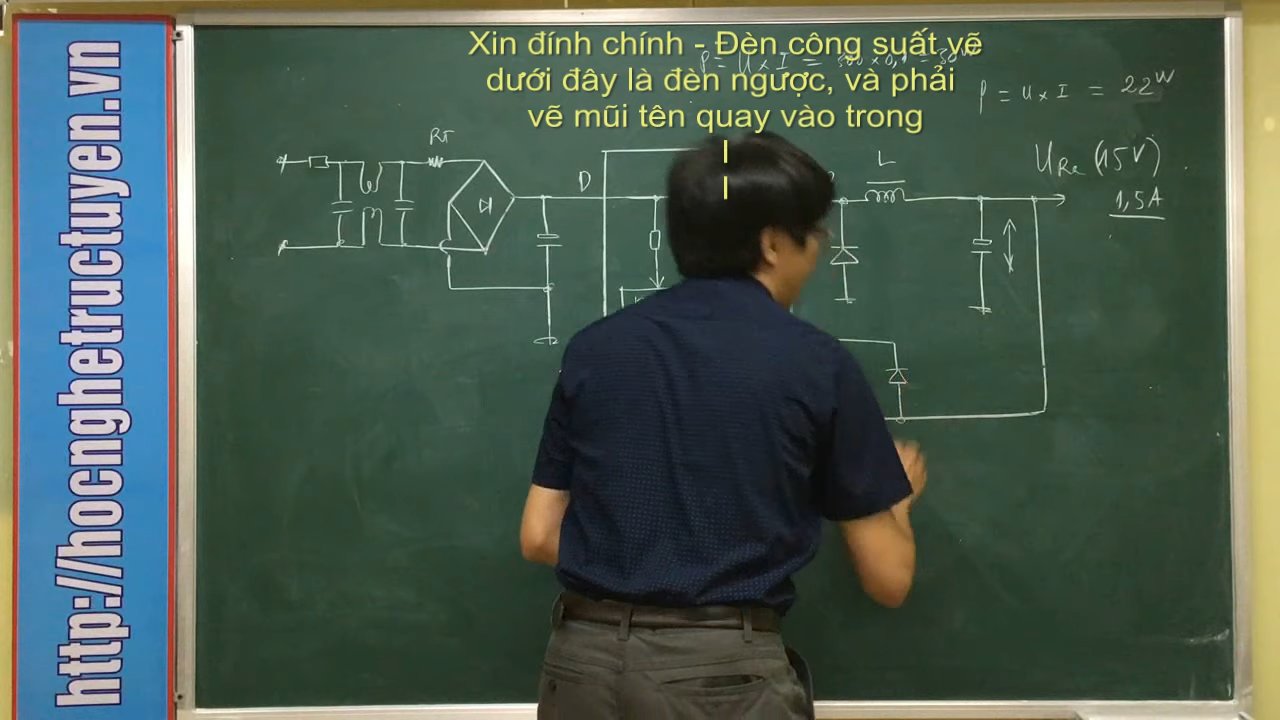 http://hocnghetructuyen.vn
Xin đính chính - Đèn công suất vẽ
dưới đây là đèn ngược, và phải
vẽ mũi tên quay vào trong
P = U x I =
P = U x I = 22W
URa (15V)
1,5A
RT
D
L